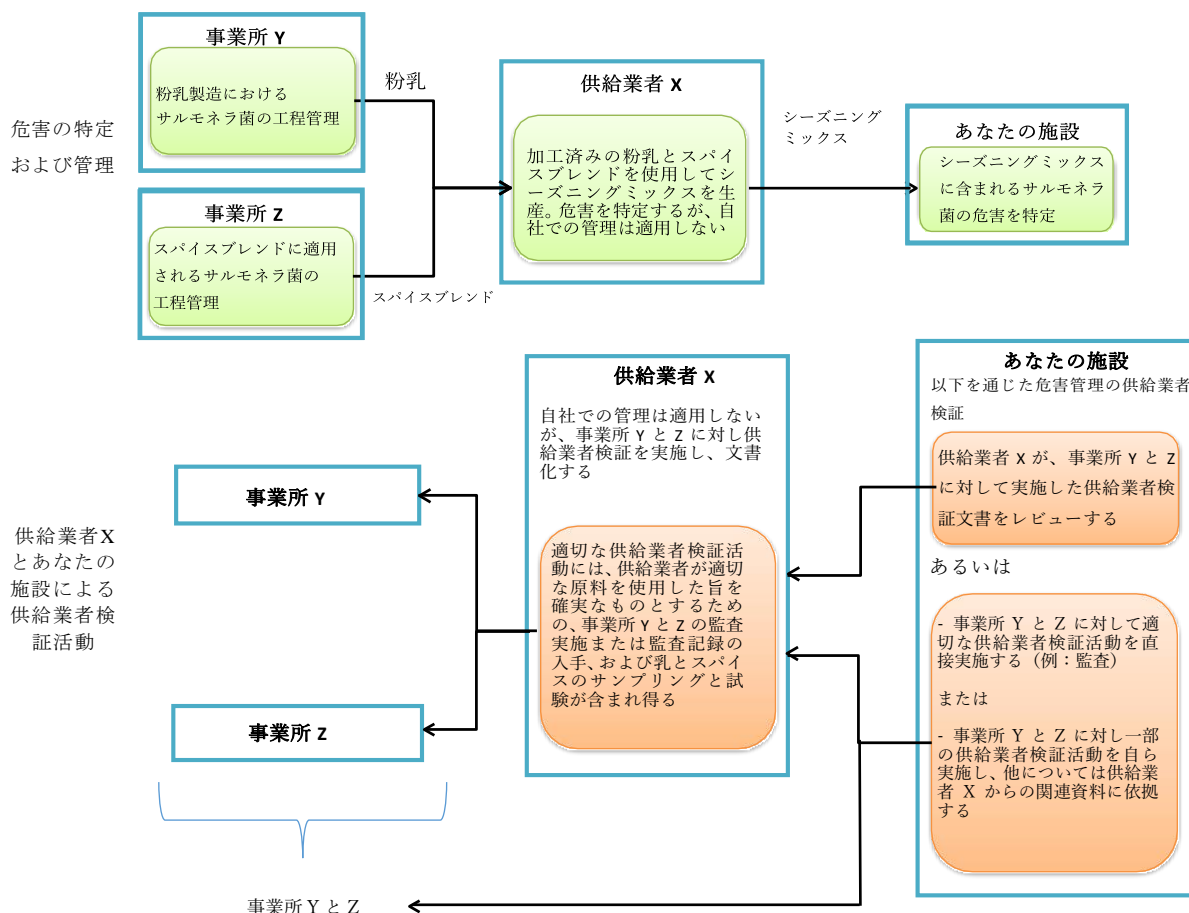 事業所 Y
粉乳製造における
サルモネラ菌の工程管理
粉乳
危害の特定
および管理
事業所 Z
スパイスブレンドに適用
されるサルモネラ菌の
工程管理
スパイスブレンド
供給業者 X
加工済みの粉乳とスパイ
スブレンドを使用してシ
ーズニングミックスを生
産。危害を特定するが、自
社での管理は適用しない
シーズニング
ミックス
あなたの施設
シーズニングミックス
に含まれるサルモネラ
菌の危害を特定
供給業者X
とあなたの
施設による
供給業者検
証活動
事業所 Y
事業所 Z
事業所 Y と Z
供給業者 X
自社での管理は適用しない
が、事業所 Y と Z に対し供
給業者検証を実施し、文書
化する
適切な供給業者検証活
動には、供給業者が適切
な原料を使用した旨を
確実なものとするため
の、事業所 Y と Z の監査
実施または監査記録の
入手、および乳とスパイ
スのサンプリングと試
験が含まれ得る
あなたの施設
以下を通じた危害管理の供給業者
検証
供給業者 X が、事業所 Y と Z
に対して実施した供給業者検
証文書をレビューする
あるいは
- 事業所 Y と Z に対して適
切な供給業者検証活動を直
接実施する（例：監査）
または
- 事業所 Y と Z に対し一部
の供給業者検証活動を自ら
実施し、他については供給業
者 X からの関連資料に依拠
する